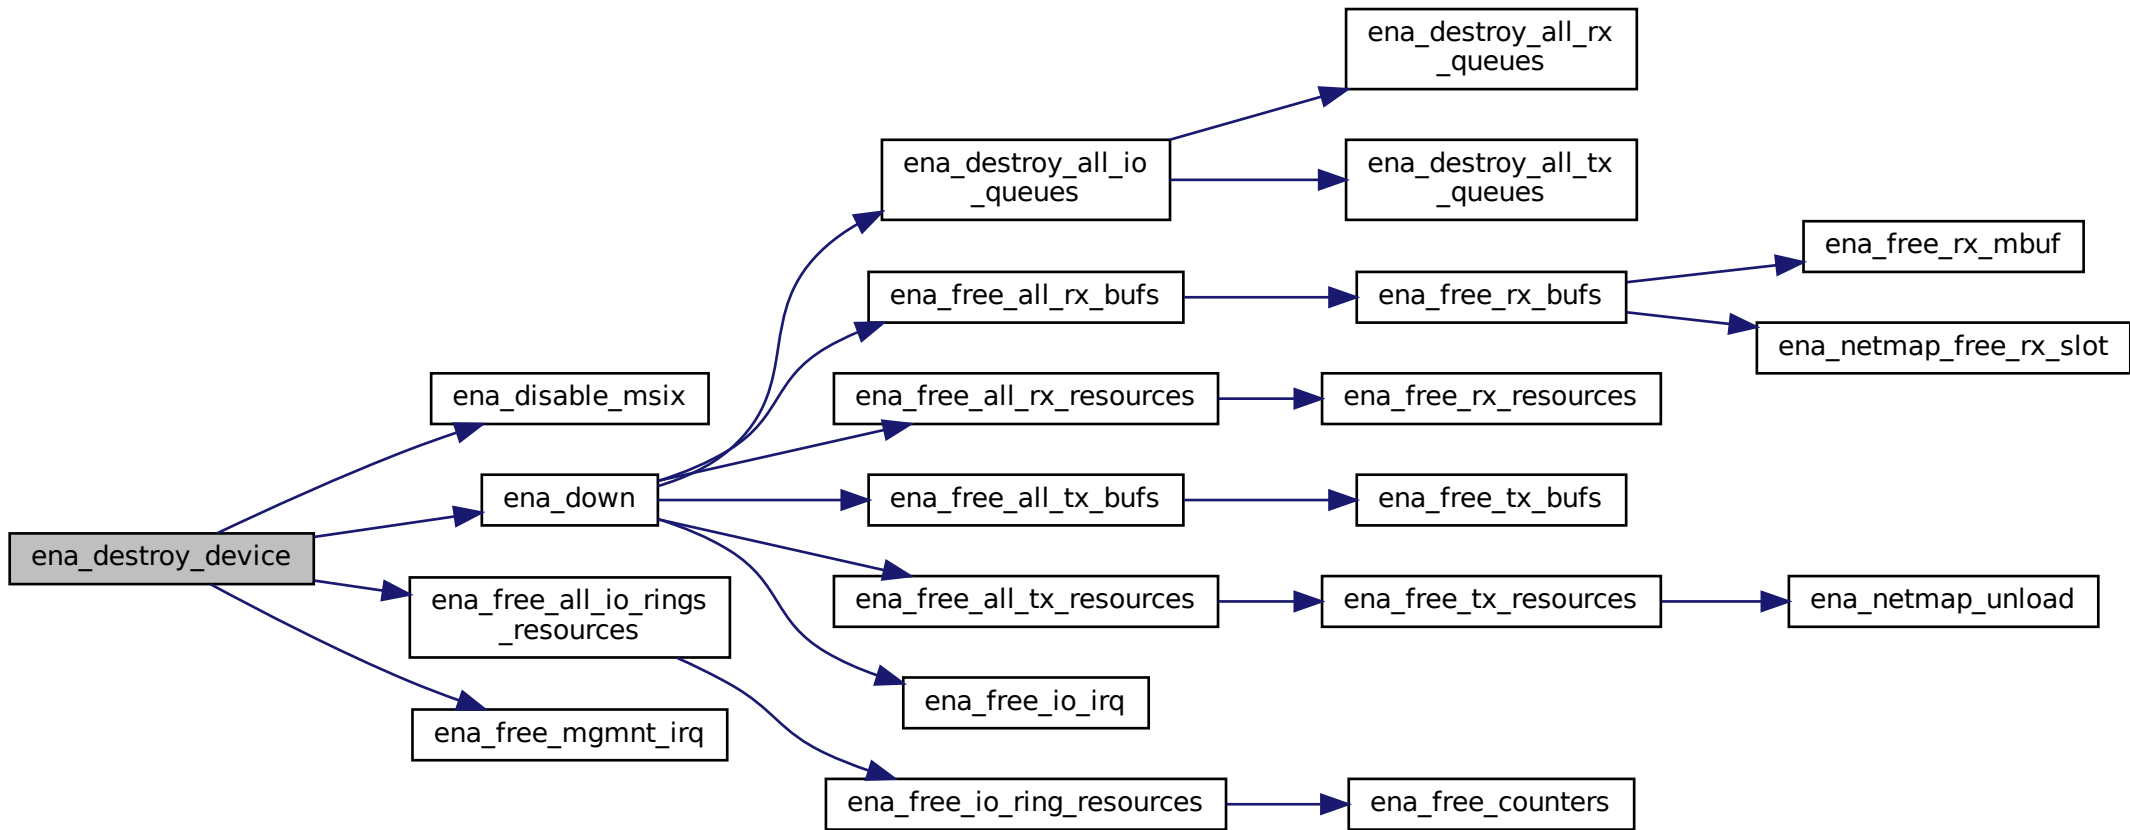 ena_destroy_all_rx
_queues
ena_destroy_all_io
_queues
ena_destroy_all_tx
_queues
ena_free_rx_mbuf
ena_free_all_rx_bufs
ena_free_rx_bufs
ena_netmap_free_rx_slot
ena_disable_msix
ena_free_all_rx_resources
ena_free_rx_resources
ena_down
ena_free_all_tx_bufs
ena_free_tx_bufs
ena_destroy_device
ena_free_all_io_rings
_resources
ena_free_all_tx_resources
ena_free_tx_resources
ena_netmap_unload
ena_free_io_irq
ena_free_mgmnt_irq
ena_free_io_ring_resources
ena_free_counters